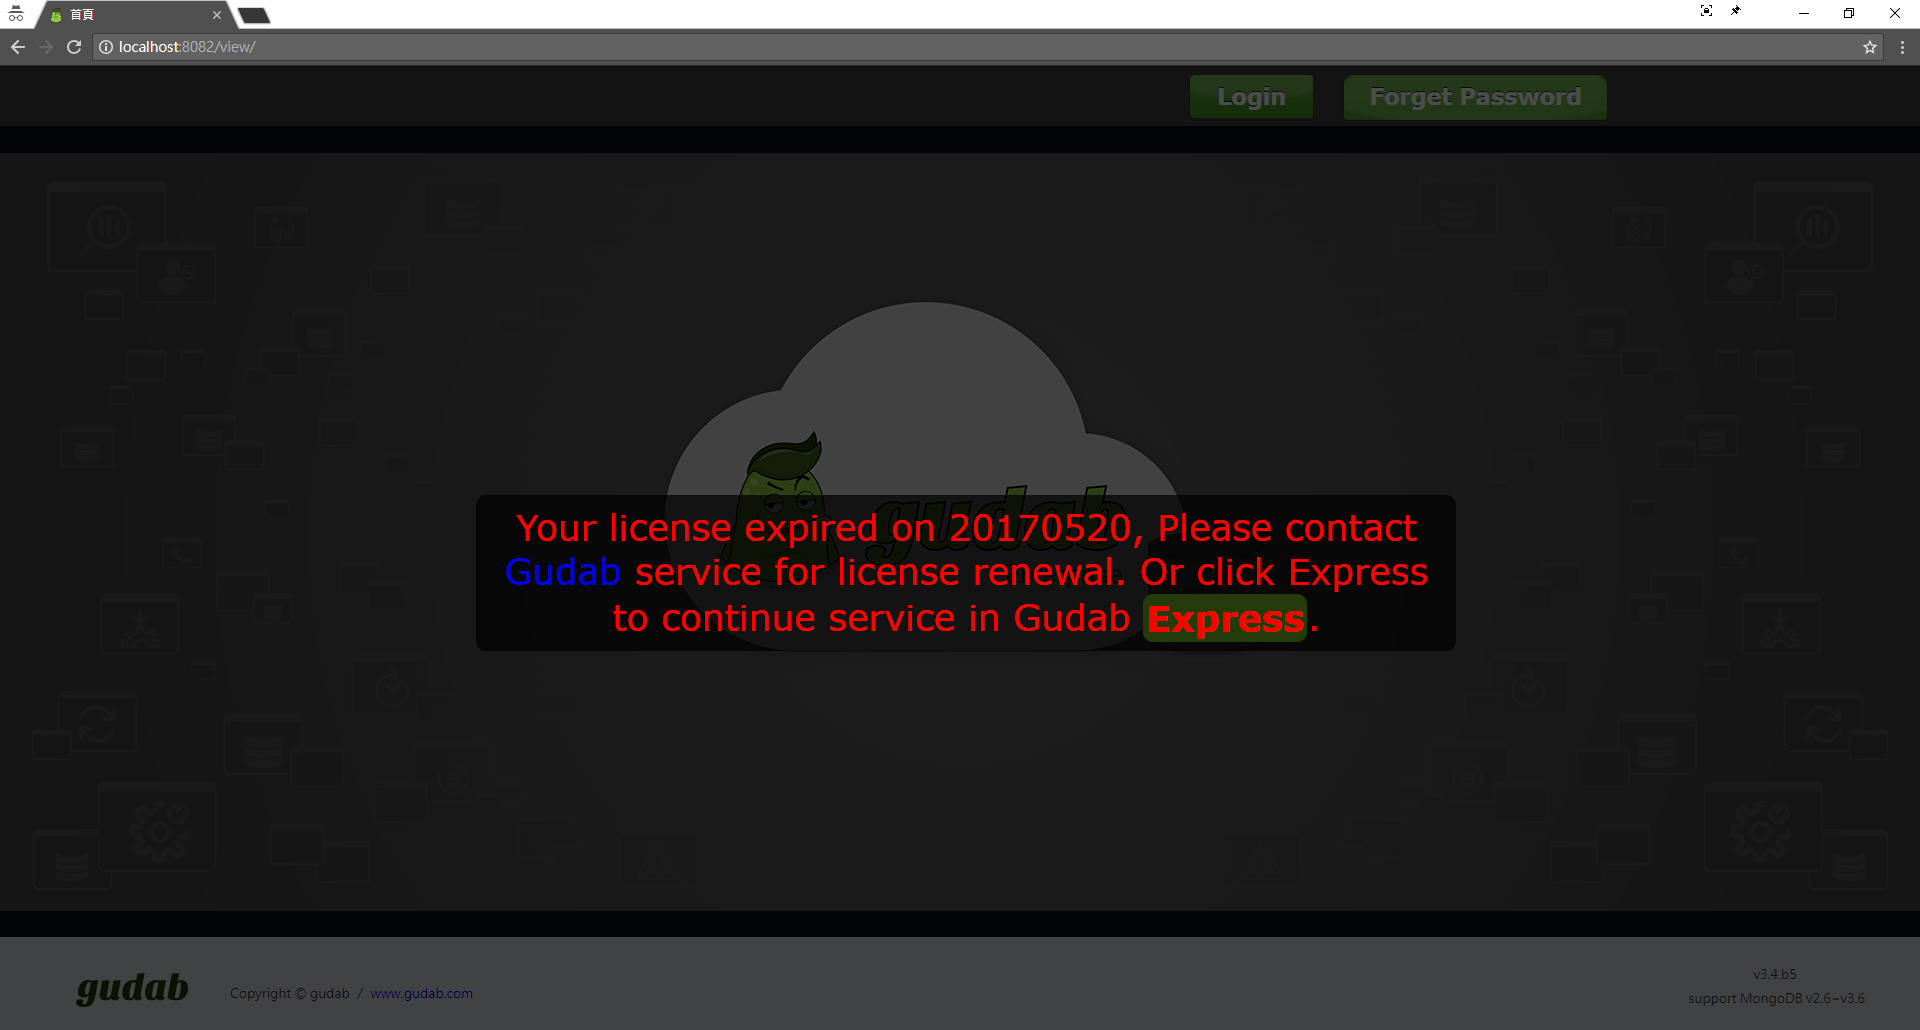 首頁
localhost:8082/view/
Login
Forget Password
gudab
Your license expired on 20170520, Please contact
Gudab service for license renewal. Or click Express
to continue service in Gudab Express.
gudab
Copyright © gudab / www.gudab.com
v3.4.b5
support MongoDB v2.6~v3.6